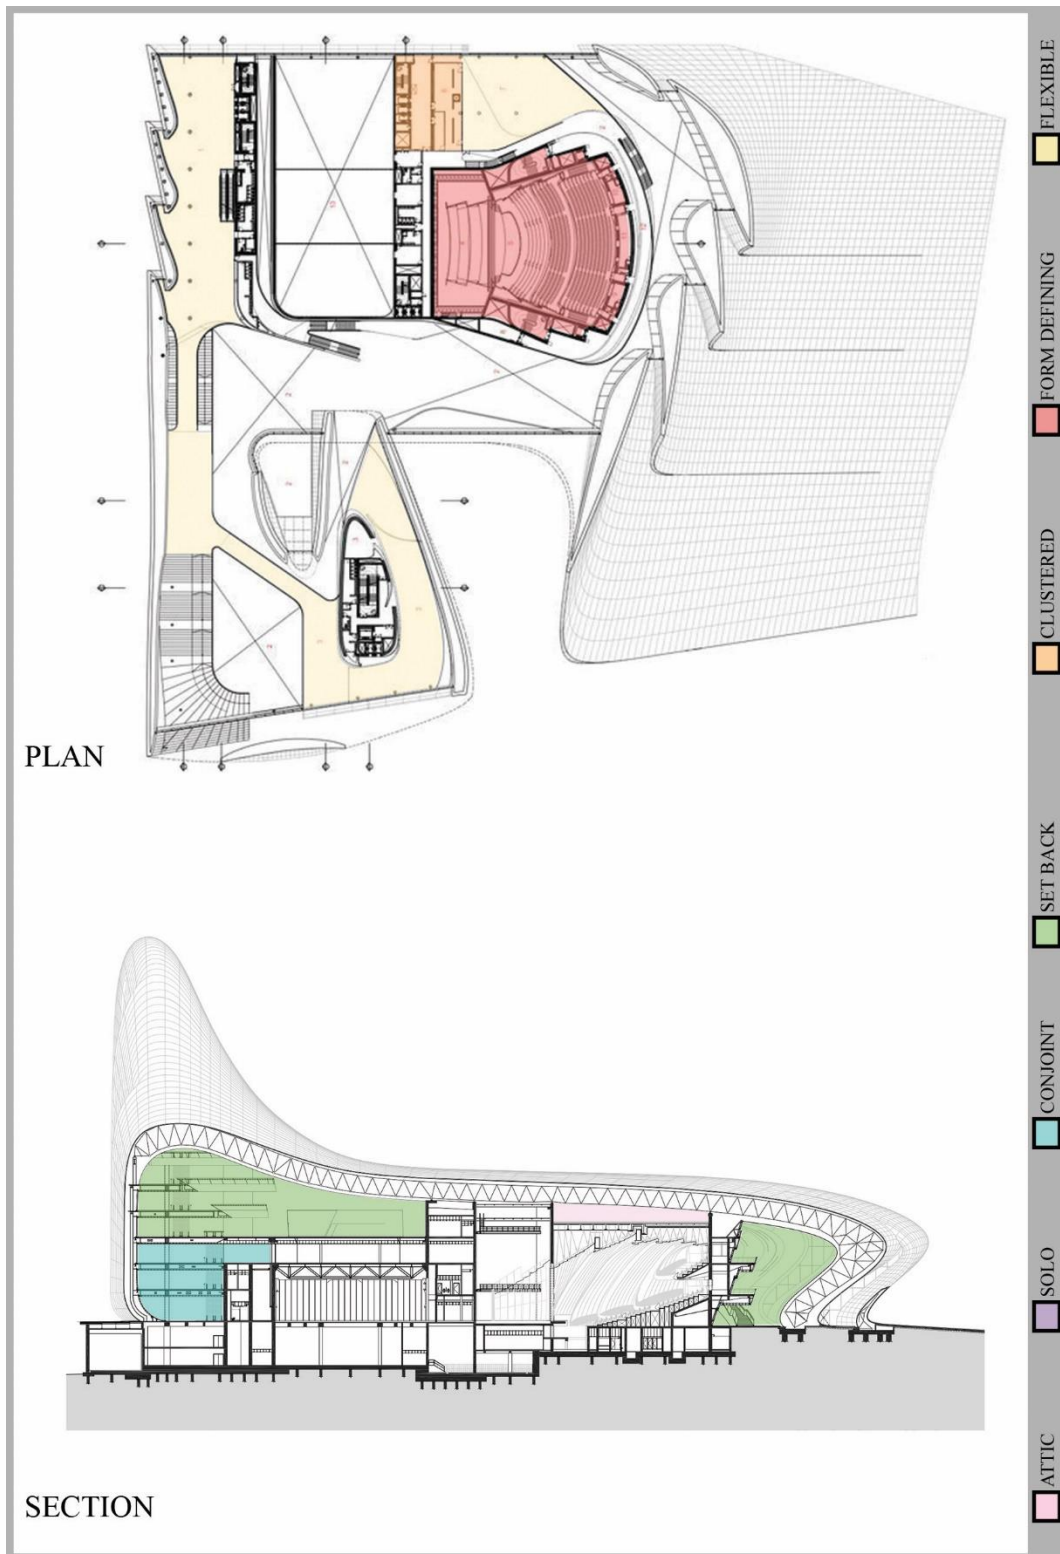 PLAN
SECTION
FLEXIBLE
FORM DEFINING
CLUSTERED
SET BACK
CONJOINT
SOLO
ATTIC